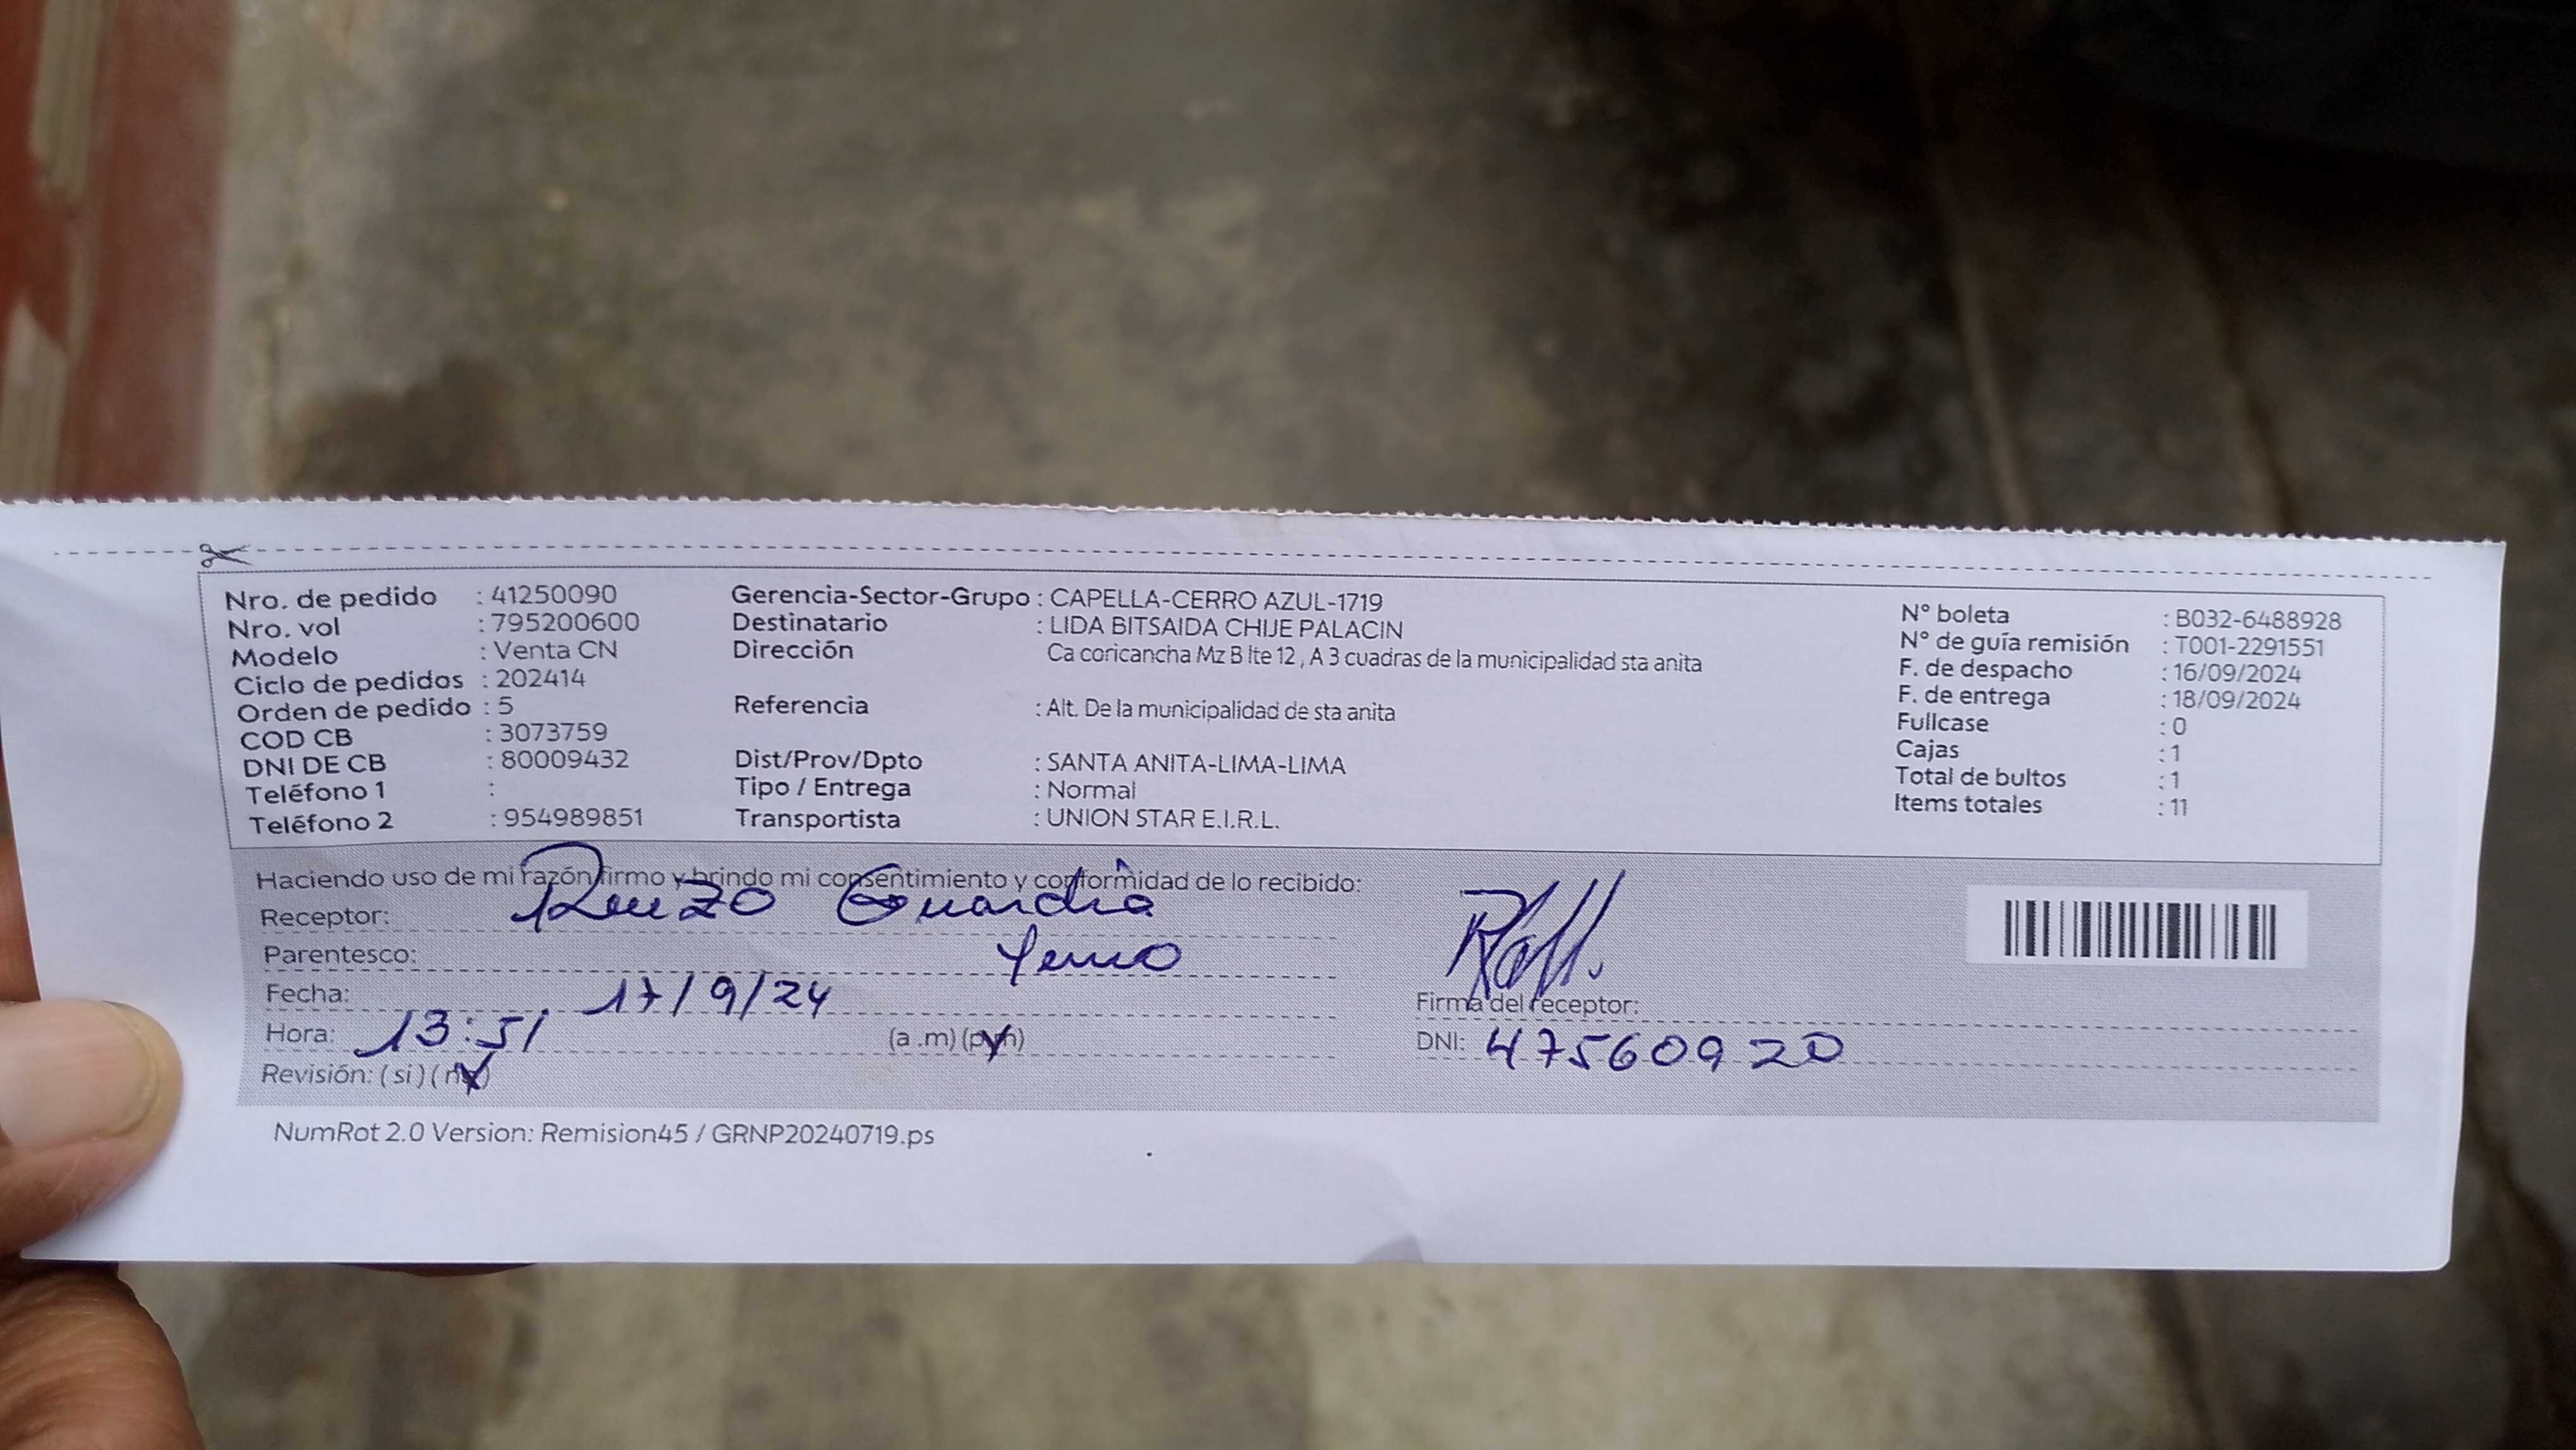 Nro. de pedido : 41250090
Nro. vol : 795200600
Modelo : Venta CN
Ciclo de pedidos : 202414
Orden de pedido : 5
COD CB : 3073759
DNI DE CB : 80009432
Teléfono 1 :
Teléfono 2 : 954989851
Gerencia-Sector-Grupo : CAPELLA-CERRO AZUL-1719
Destinatario : LIDA BITSAIDA CHIJE PALACIN
Dirección Ca coricancha Mz B lte 12 , A 3 cuadras de la municipalidad sta anita
Referencia : Alt. De la municipalidad de sta anita
Dist/Prov/Dpto : SANTA ANITA-LIMA-LIMA
Tipo / Entrega : Normal
Transportista : UNION STAR E.I.R.L.
N° boleta : B032-6488928
N° de guía remisión : T001-2291551
F. de despacho : 16/09/2024
F. de entrega : 18/09/2024
Fullcase : 0
Cajas : 1
Total de bultos : 1
Items totales : 11
Haciendo uso de mi razón firmo y brindo mi consentimiento y conformidad de lo recibido:
Receptor: Renzo Guardia
Parentesco: Yerno
Fecha: 17/9/24
Hora: 13:51 (a .m) (p.m)
Revisión: ( si ) ( no )
Firma del receptor:
DNI: 47560920
NumRot 2.0 Version: Remision45 / GRNP20240719.ps